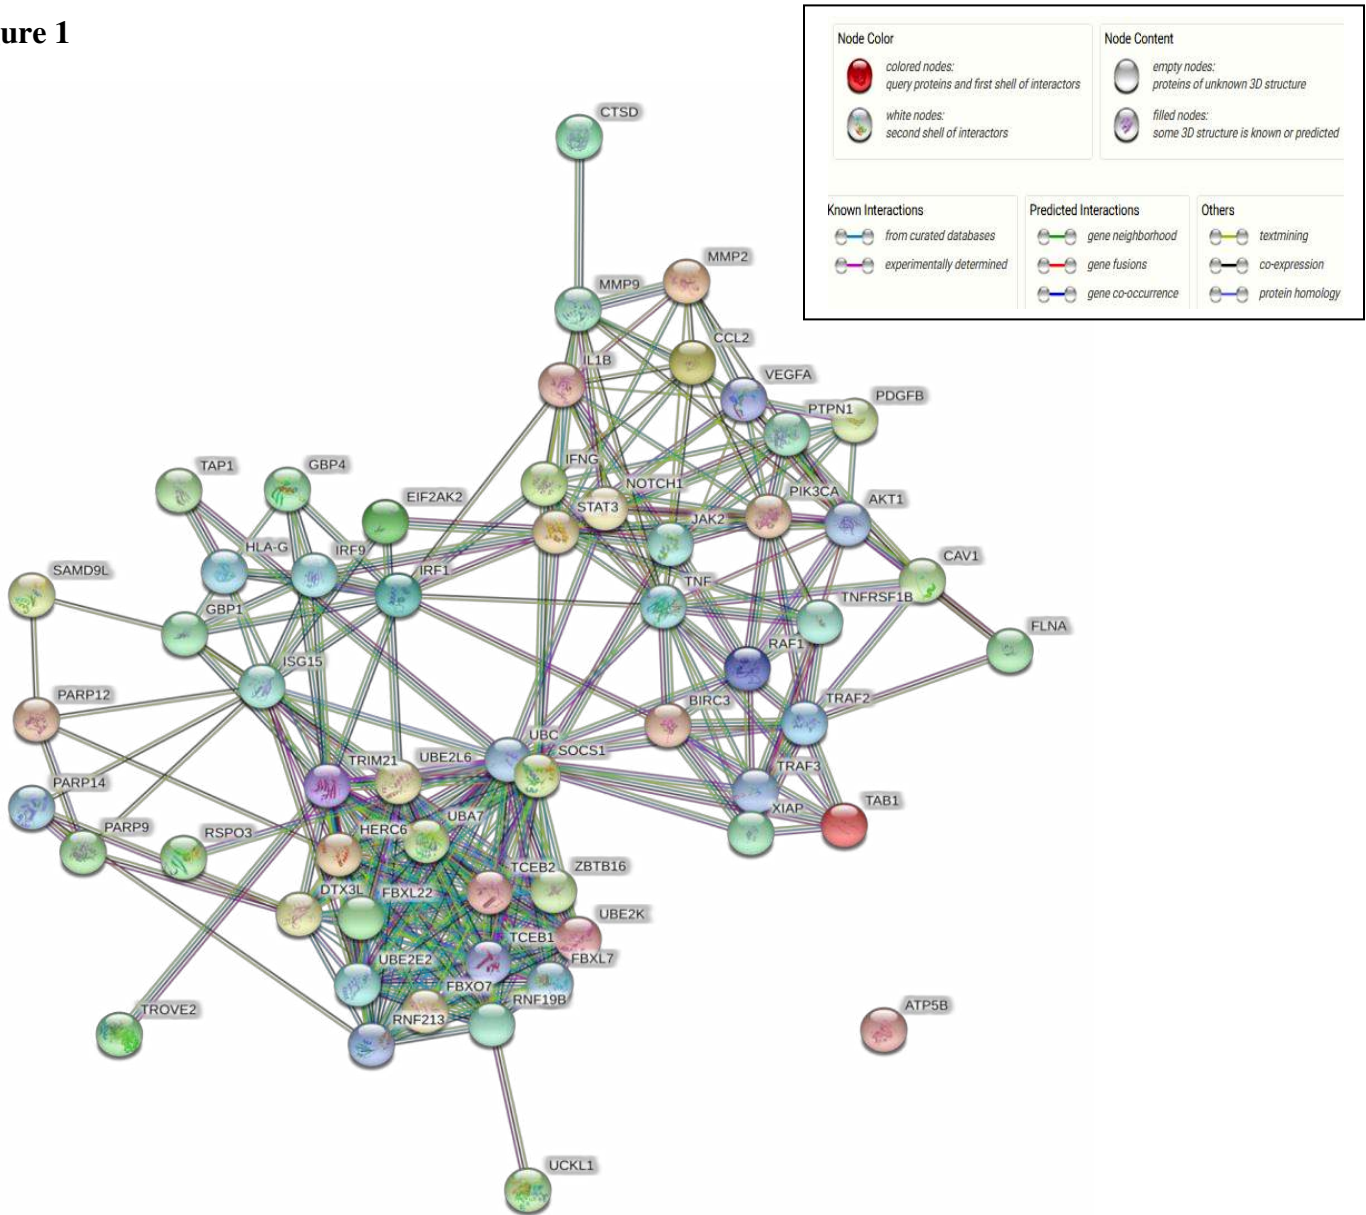 ure 1
Node Color
colored nodes:
query proteins and first shell of interactors
white nodes:
second shell of interactors
Node Content
empty nodes:
proteins of unknown 3D structure
filled nodes:
some 3D structure is known or predicted
Known Interactions
from curated databases
experimentally determined
Predicted Interactions
gene neighborhood
gene fusions
gene co-occurrence
Others
textmining
co-expression
protein homology
CTSD
MMP2
MMP9
CCL2
IL1B
VEGFA
PDGFB
PTPN1
TAP1
GBP4
IFNG
NOTCH1
PIK3CA
AKT1
EIF2AK2
STAT3
JAK2
HLA-G
IRF9
CAV1
SAMD9L
IRF1
TNF
TNFRSF1B
GBP1
FLNA
RAF1
ISG15
PARP12
BIRC3
TRAF2
UBC
SOCS1
TRIM21
UBE2L6
TRAF3
PARP14
XIAP
TAB1
PARP9
RSPO3
HERC6
UBA7
TCEB2
ZBTB16
DTX3L
FBXL22
UBE2K
TCEB1
FBXL7
UBE2E2
FBXO7
RNF19B
TROVE2
RNF213
ATP5B
UCKL1